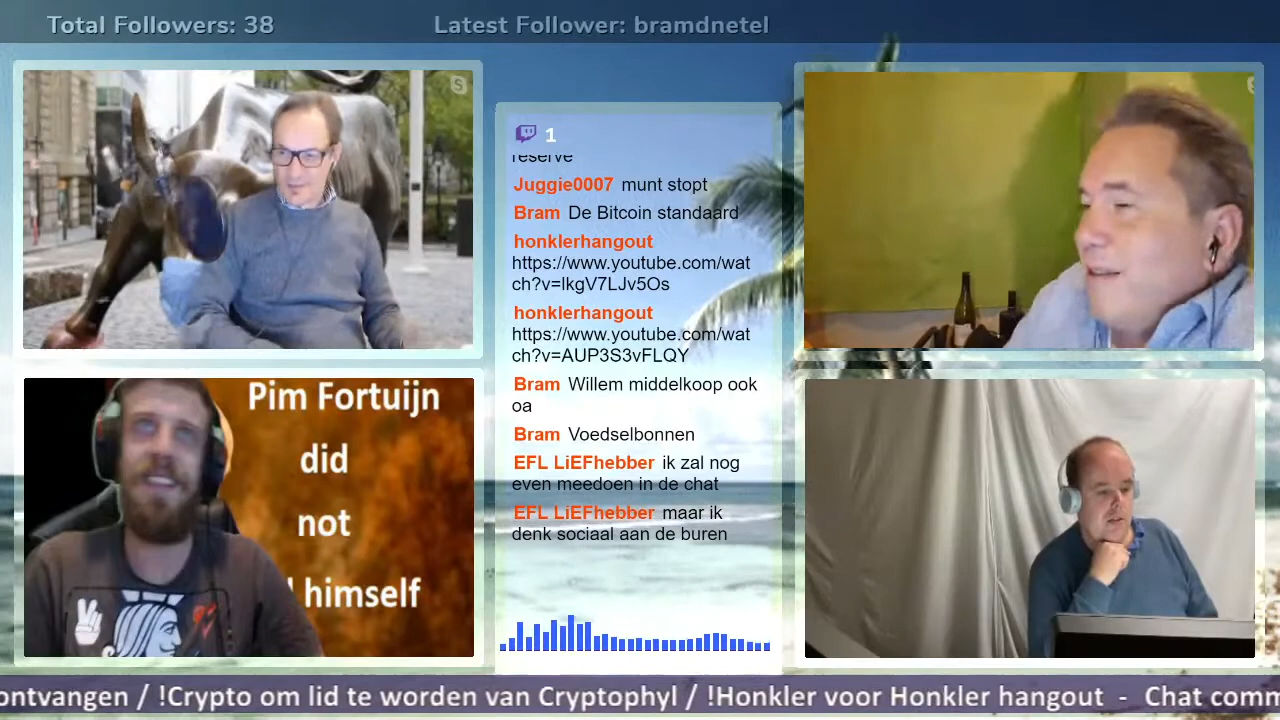 Total Followers: 38
Latest Follower: bramdnetel
1
reserve
Juggie0007 munt stopt
Bram De Bitcoin standaard
honklerhangout
https://www.youtube.com/wat
ch?v=lkgV7LJv5Os
honklerhangout
https://www.youtube.com/wat
ch?v=AUP3S3vFLQY
Bram Willem middelkoop ook
oa
Bram Voedselbonnen
EFL LiEFhebber ik zal nog
even meedoen in de chat
EFL LiEFhebber maar ik
denk sociaal aan de buren
Pim Fortuijn
did
not
himself
ontvangen / !Crypto om lid te worden van Cryptophyl / !Honkler voor Honkler hangout - Chat comm